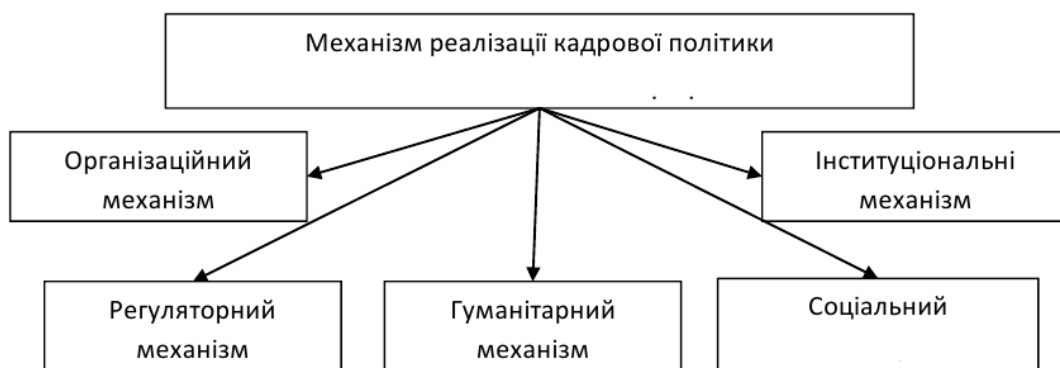 Механізм реалізації кадрової політики
Організаційний
механізм
Інституціональні
механізм
Регуляторний
механізм
Гуманітарний
механізм
Соціальний